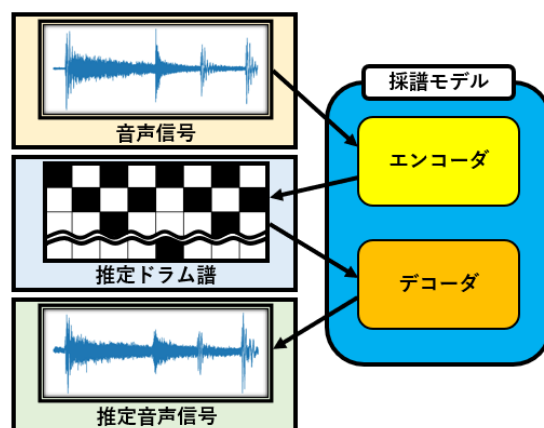 音声信号
採譜モデル
エンコーダ
推定ドラム譜
デコーダ
推定音声信号